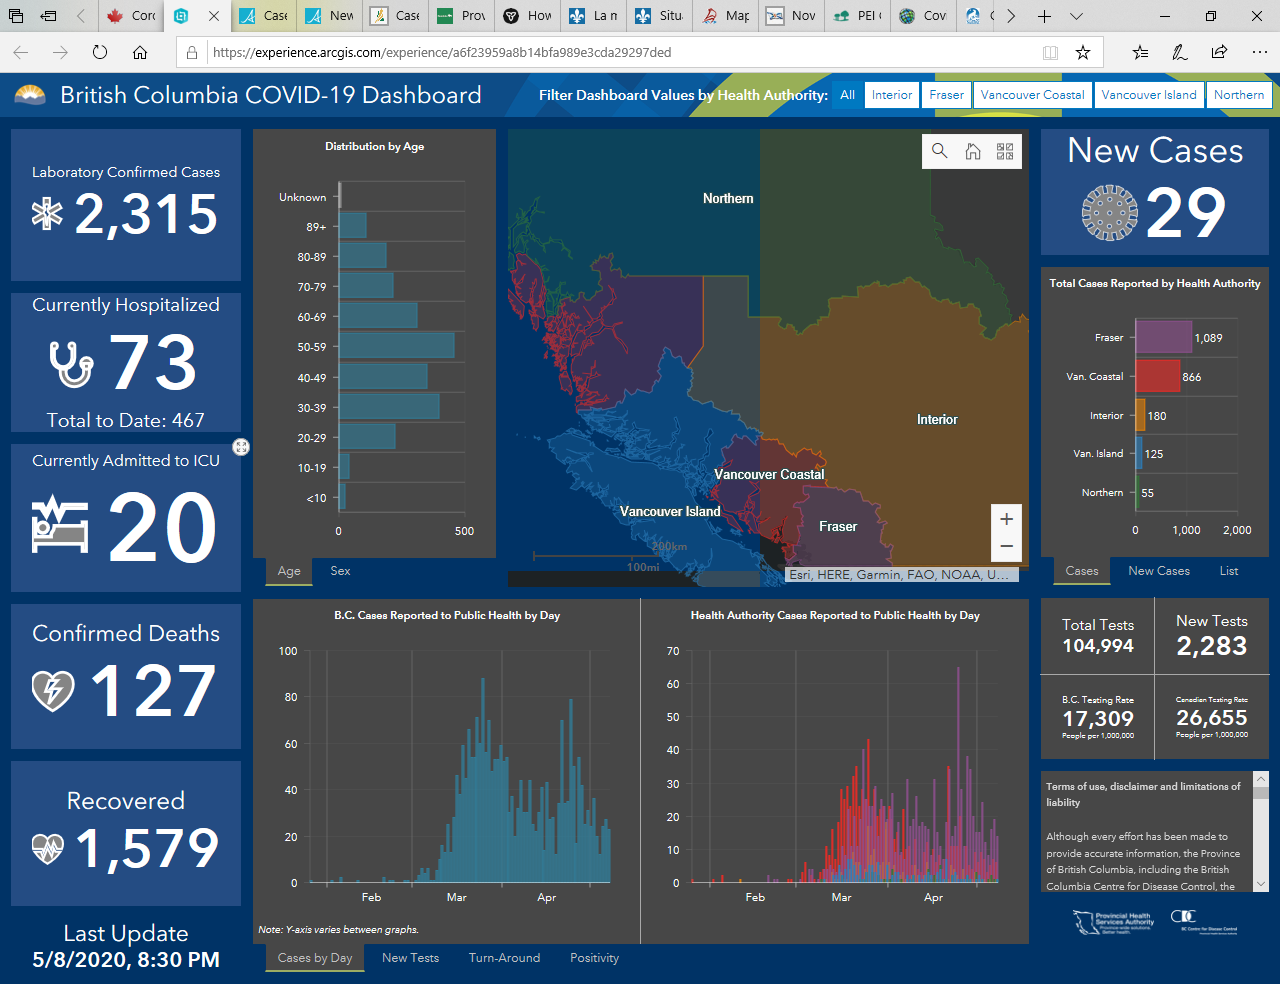 Corc
Case
New
Case
Prov
How
La m
Situ
Map
Nov
PEI
Covi
https://experience.arcgis.com/experience/a6f23959a8b14bfa989e3cda29297ded
British Columbia COVID-19 Dashboard
Filter Dashboard Values by Health Authority:
All
Interior
Fraser
Vancouver Coastal
Vancouver Island
Northern
Laboratory Confirmed Cases
2,315
Currently Hospitalized
73
Total to Date: 467
Currently Admitted to ICU
20
Confirmed Deaths
127
Recovered
1,579
Last Update
5/8/2020, 8:30 PM
Distribution by Age
Unknown
89+
80-89
70-79
60-69
50-59
40-49
30-39
20-29
10-19
<10
0
500
Age
Sex
Northern
Interior
Vancouver Coastal
Vancouver Island
Fraser
200km
100mi
+
−
Esri, HERE, Garmin, FAO, NOAA, U...
New Cases
29
Total Cases Reported by Health Authority
Fraser
1,089
Van. Coastal
866
Interior
180
Van. Island
125
Northern
55
0
1,000
2,000
Cases
New Cases
List
B.C. Cases Reported to Public Health by Day
100
80
60
40
20
0
Feb
Mar
Apr
Note: Y-axis varies between graphs.
Health Authority Cases Reported to Public Health by Day
70
60
50
40
30
20
10
0
Feb
Mar
Apr
Cases by Day
New Tests
Turn-Around
Positivity
Total Tests
104,994
New Tests
2,283
B.C. Testing Rate
17,309
People per 1,000,000
Canadian Testing Rate
26,655
People per 1,000,000
Terms of use, disclaimer and limitations of
liability
Although every effort has been made to
provide accurate information, the Province
of British Columbia, including the British
Columbia Centre for Disease Control, the
Provincial Health
Services Authority
Province-wide solutions.
Better health.
BC Centre for Disease Control